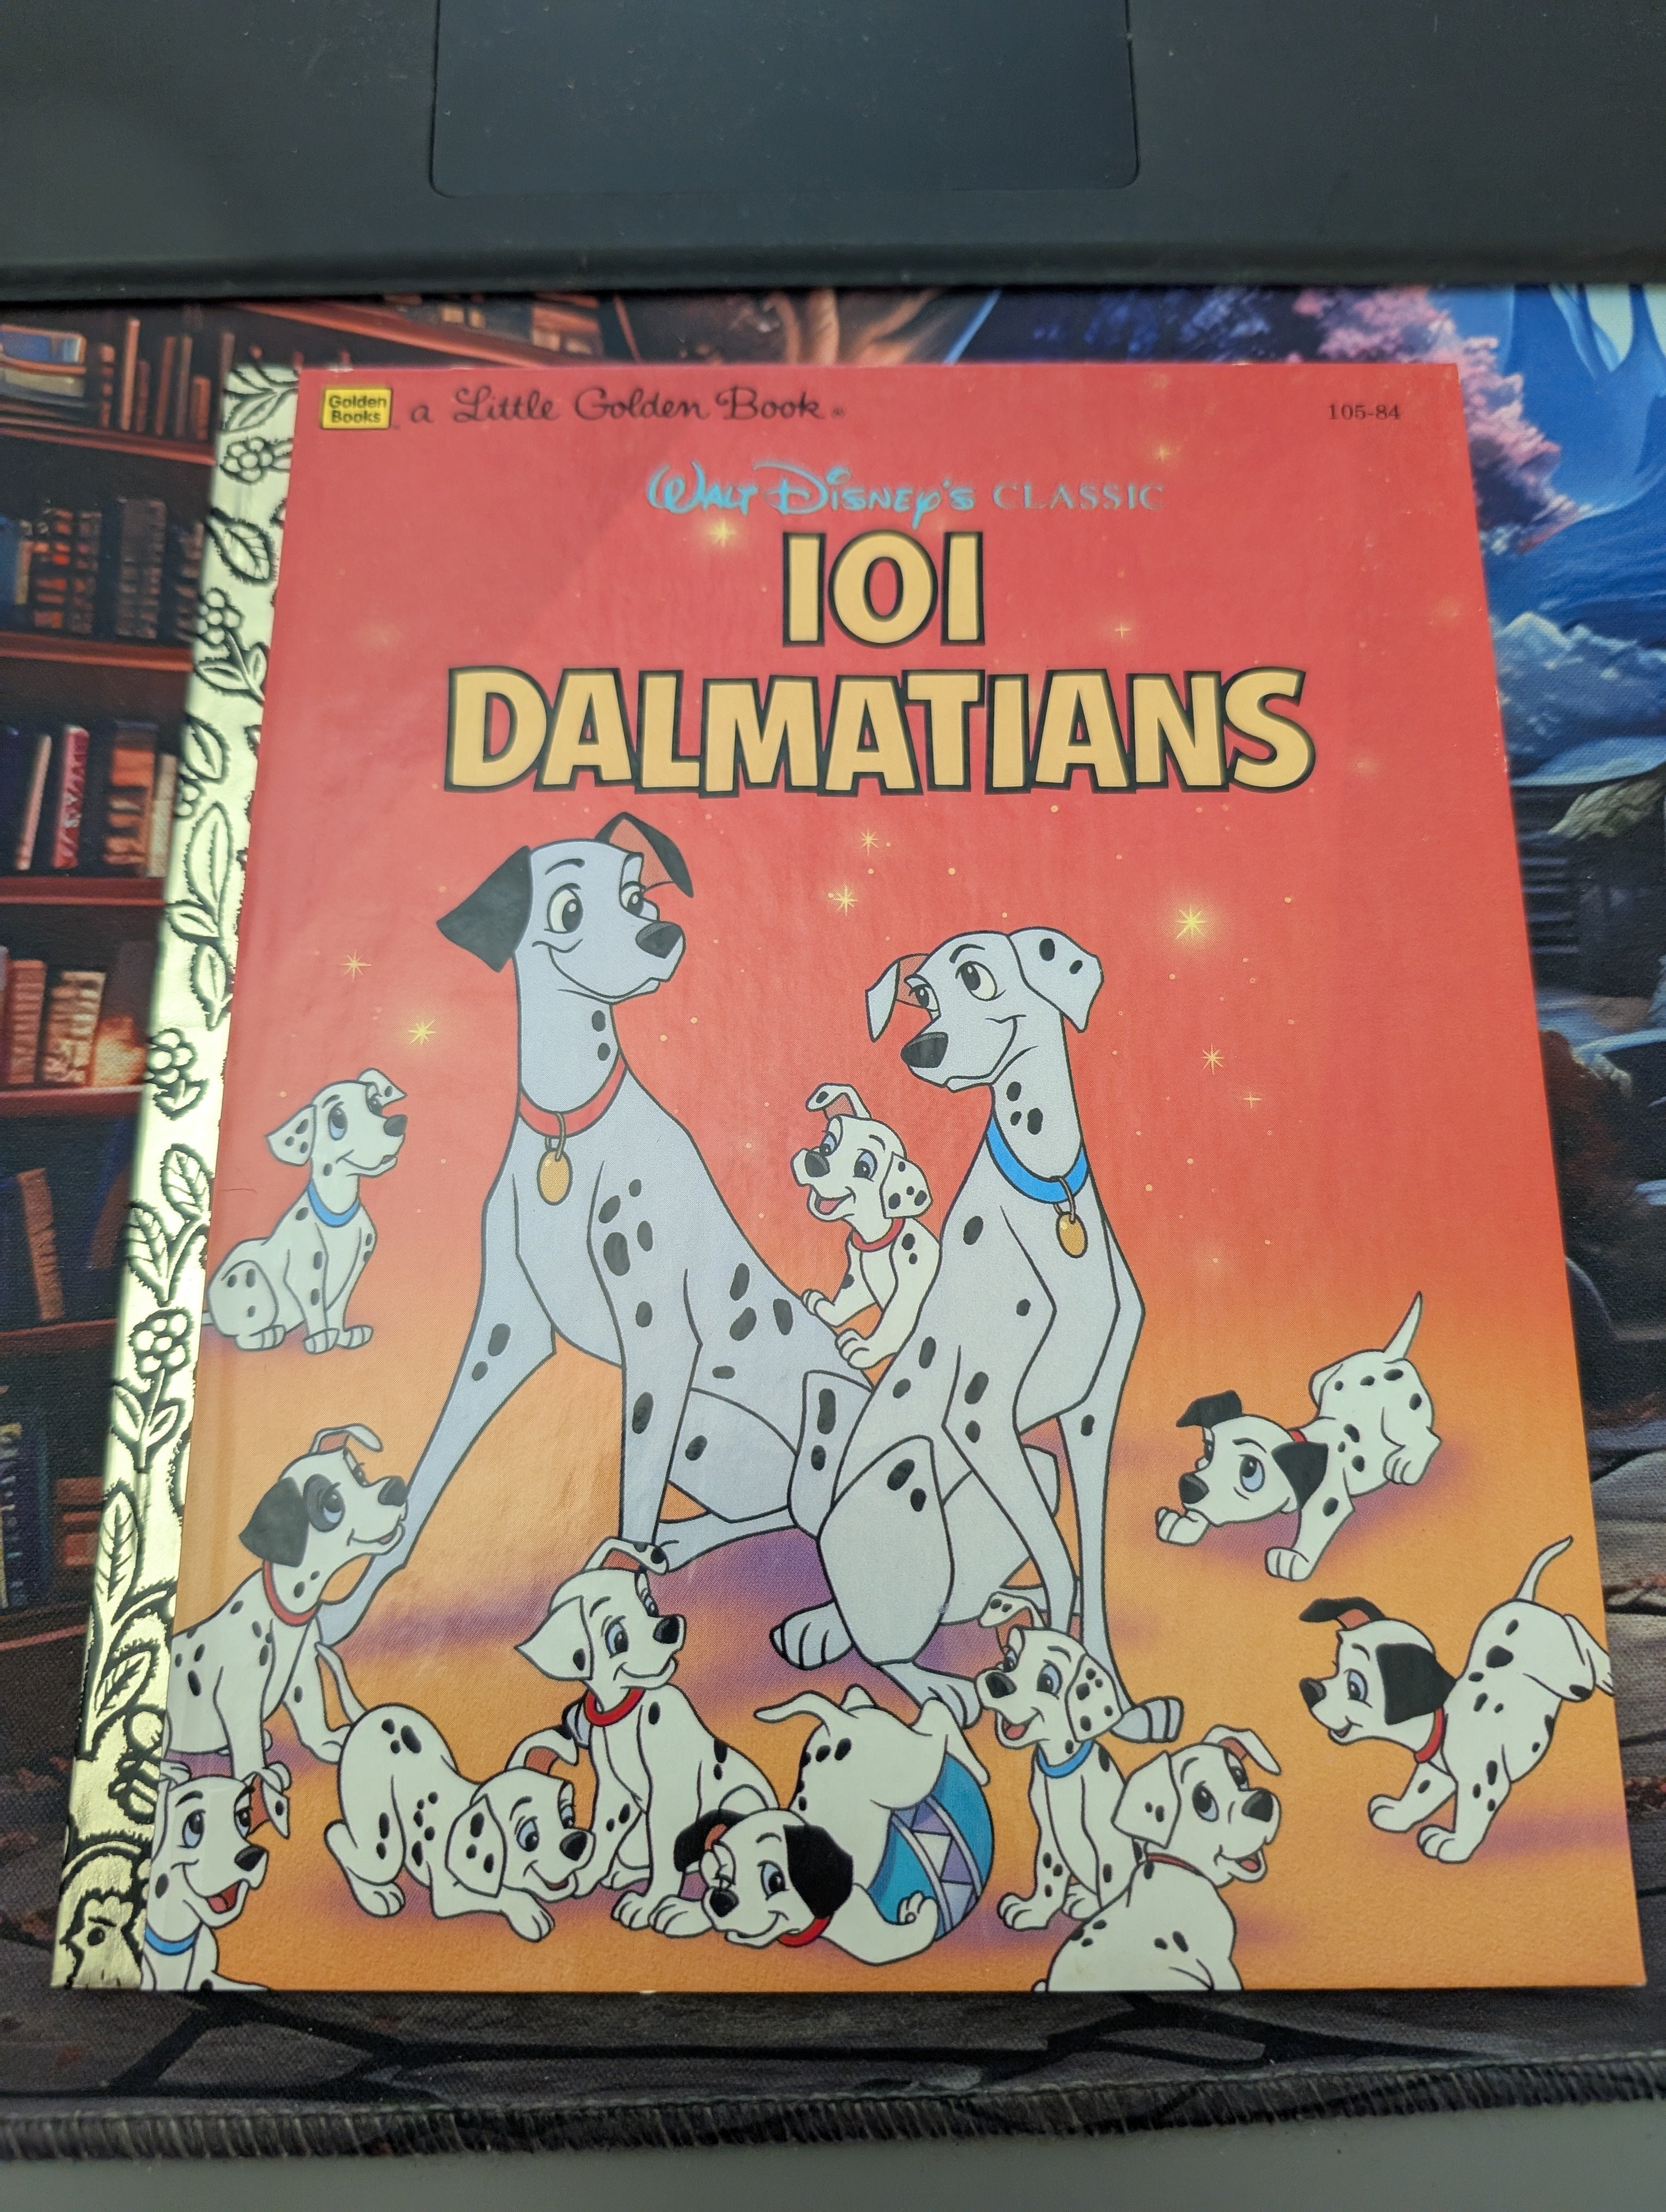 Golden
Books
a Little Golden Book®
105-84
WALT DISNEY'S CLASSIC
101
DALMATIANS